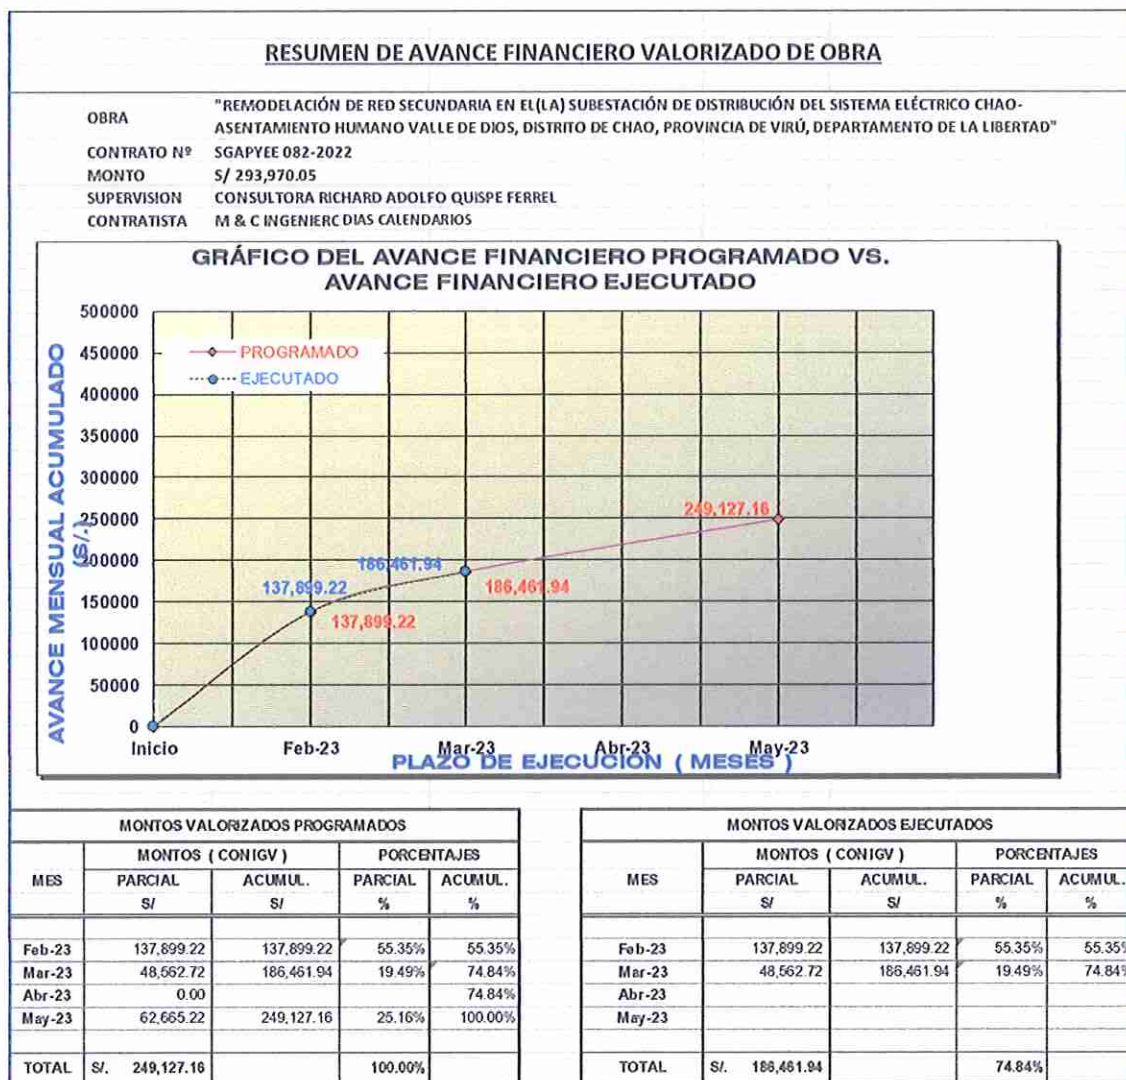 RESUMEN DE AVANCE FINANCIERO VALORIZADO DE OBRA
OBRA "REMODELACIÓN DE RED SECUNDARIA EN EL(LA) SUBESTACIÓN DE DISTRIBUCIÓN DEL SISTEMA ELÉCTRICO CHAO-
ASENTAMIENTO HUMANO VALLE DE DIOS, DISTRITO DE CHAO, PROVINCIA DE VIRÚ, DEPARTAMENTO DE LA LIBERTAD"
CONTRATO Nº SGAPYEE 082-2022
MONTO S/ 293,970.05
SUPERVISION CONSULTORA RICHARD ADOLFO QUISPE FERREL
CONTRATISTA M & C INGENIERC DIAS CALENDARIOS
GRÁFICO DEL AVANCE FINANCIERO PROGRAMADO VS.
AVANCE FINANCIERO EJECUTADO
AVANCE MENSUAL ACUMULADO
(S/.)
500000
450000
400000
350000
300000
250000
200000
150000
100000
50000
0
PROGRAMADO
EJECUTADO
249,127.16
186,461.94
186,461.94
137,899.22
137,899.22
Inicio Feb-23 Mar-23 Abr-23 May-23
PLAZO DE EJECUCIÓN ( MESES )
MONTOS VALORIZADOS PROGRAMADOS
MONTOS ( CON IGV ) PORCENTAJES
MES PARCIAL ACUMUL. PARCIAL ACUMUL.
S/ S/ % %
Feb-23 137,899.22 137,899.22 55.35% 55.35%
Mar-23 48,562.72 186,461.94 19.49% 74.84%
Abr-23 0.00 74.84%
May-23 62,665.22 249,127.16 25.16% 100.00%
TOTAL S/. 249,127.16 100.00%
MONTOS VALORIZADOS EJECUTADOS
MONTOS ( CON IGV ) PORCENTAJES
MES PARCIAL ACUMUL. PARCIAL ACUMUL.
S/ S/ % %
Feb-23 137,899.22 137,899.22 55.35% 55.35%
Mar-23 48,562.72 186,461.94 19.49% 74.84%
Abr-23
May-23
TOTAL S/. 186,461.94 74.84%